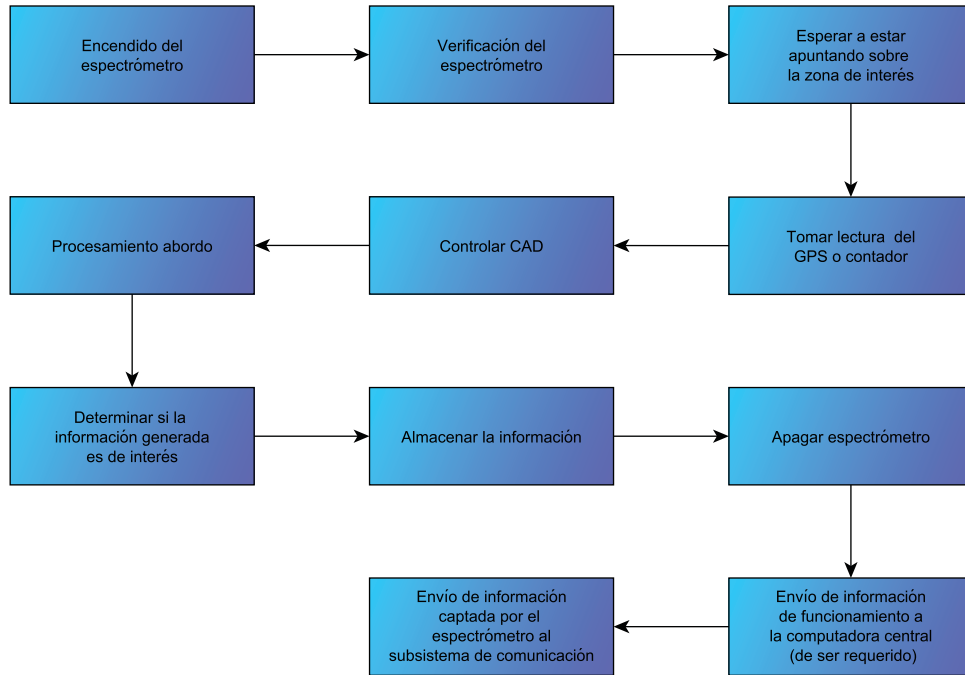 Encendido del
espectrómetro
Verificación del
espectrómetro
Esperar a estar
apuntando sobre
la zona de interés
Tomar lectura del
GPS o contador
Controlar CAD
Procesamiento abordo
Determinar si la
información generada
es de interés
Almacenar la información
Apagar espectrómetro
Envío de información
de funcionamiento a
la computadora central
(de ser requerido)
Envío de información
captada por el
espectrómetro al
subsistema de comunicación